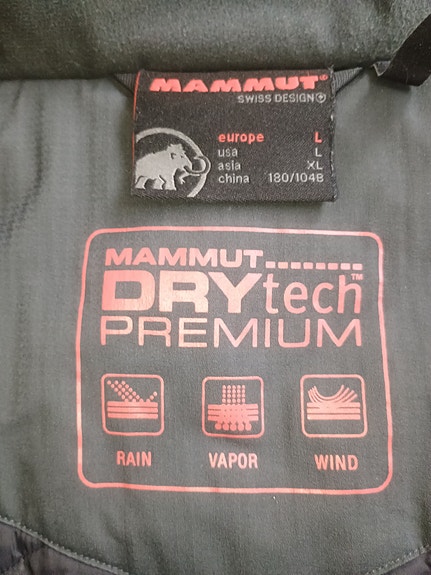 MAMMUT®
SWISS DESIGN
europe L
usa L
asia XL
china 180/104B
MAMMUT
DRYtech™
PREMIUM
RAIN VAPOR WIND